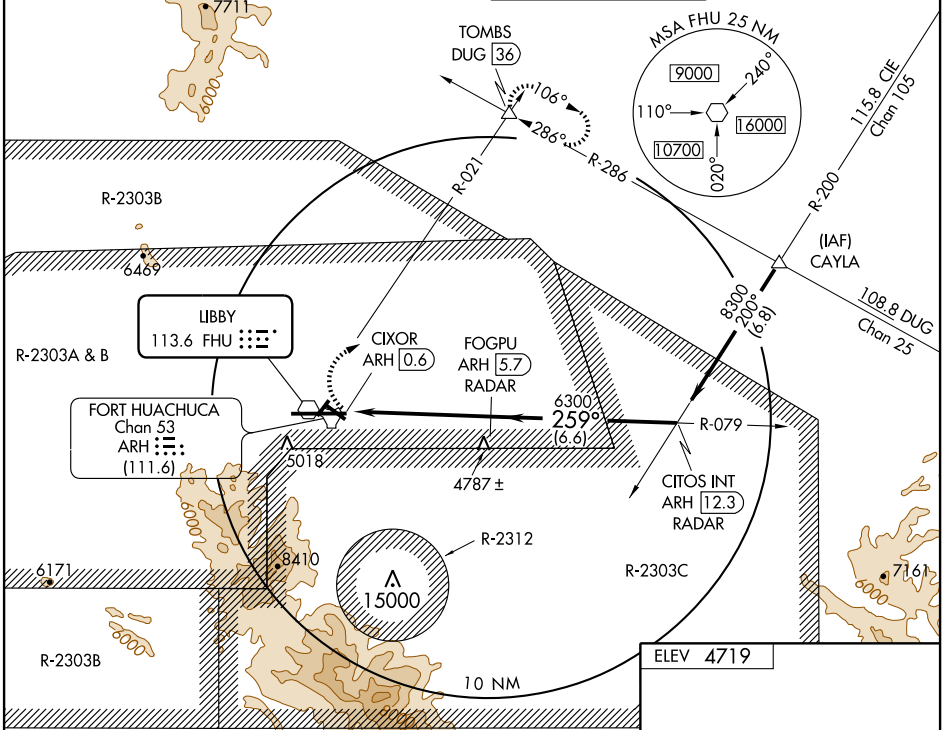 7711
6000
TOMBS
DUG 36
106°
286°
R-286
R-021
MSA FHU 25 NM
9000
240°
110°
16000
10700
020°
115.8 CIE
Chan 105
R-200
(IAF)
CAYLA
8300
200°
(6.8)
108.8 DUG
Chan 25
R-2303B
6469
LIBBY
113.6 FHU
R-2303A & B
CIXOR
ARH 0.6
FOGPU
ARH 5.7
RADAR
FORT HUACHUCA
Chan 53
ARH
(111.6)
6300
259°
(6.6)
R-079
5018
4787 ±
CITOS INT
ARH 12.3
RADAR
R-2312
8410
15000
R-2303C
6171
6000
R-2303B
7161
6000
8000
10 NM
ELEV 4719